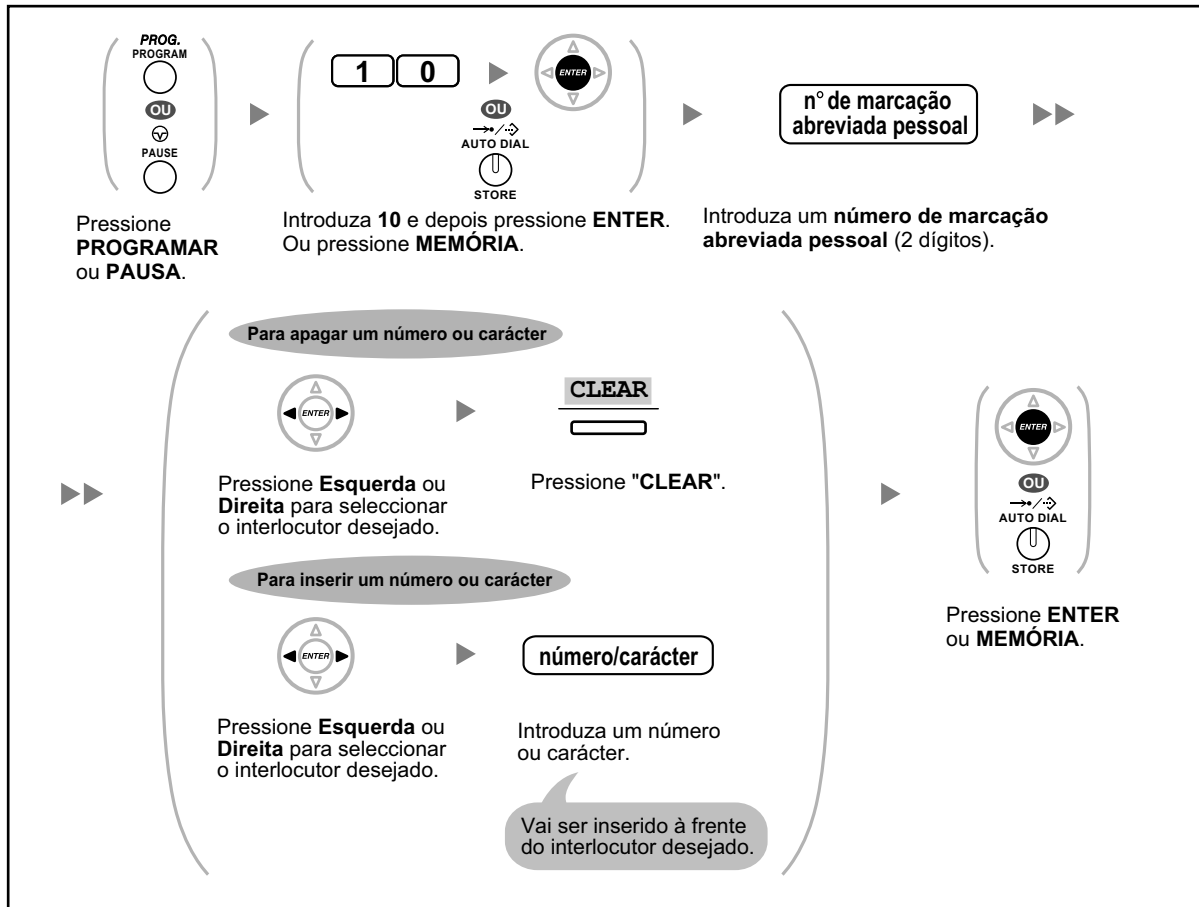 PROG.
PROGRAM
OU
PAUSE
Pressione
PROGRAMAR
ou PAUSA.
1 0
ENTER
OU
AUTO DIAL
STORE
Introduza 10 e depois pressione ENTER.
Ou pressione MEMÓRIA.
n° de marcação
abreviada pessoal
Introduza um número de marcação
abreviada pessoal (2 dígitos).
Para apagar um número ou carácter
ENTER
Pressione Esquerda ou
Direita para seleccionar
o interlocutor desejado.
CLEAR
Pressione "CLEAR".
Para inserir um número ou carácter
ENTER
Pressione Esquerda ou
Direita para seleccionar
o interlocutor desejado.
número/carácter
Introduza um número
ou carácter.
Vai ser inserido à frente
do interlocutor desejado.
ENTER
OU
AUTO DIAL
STORE
Pressione ENTER
ou MEMÓRIA.